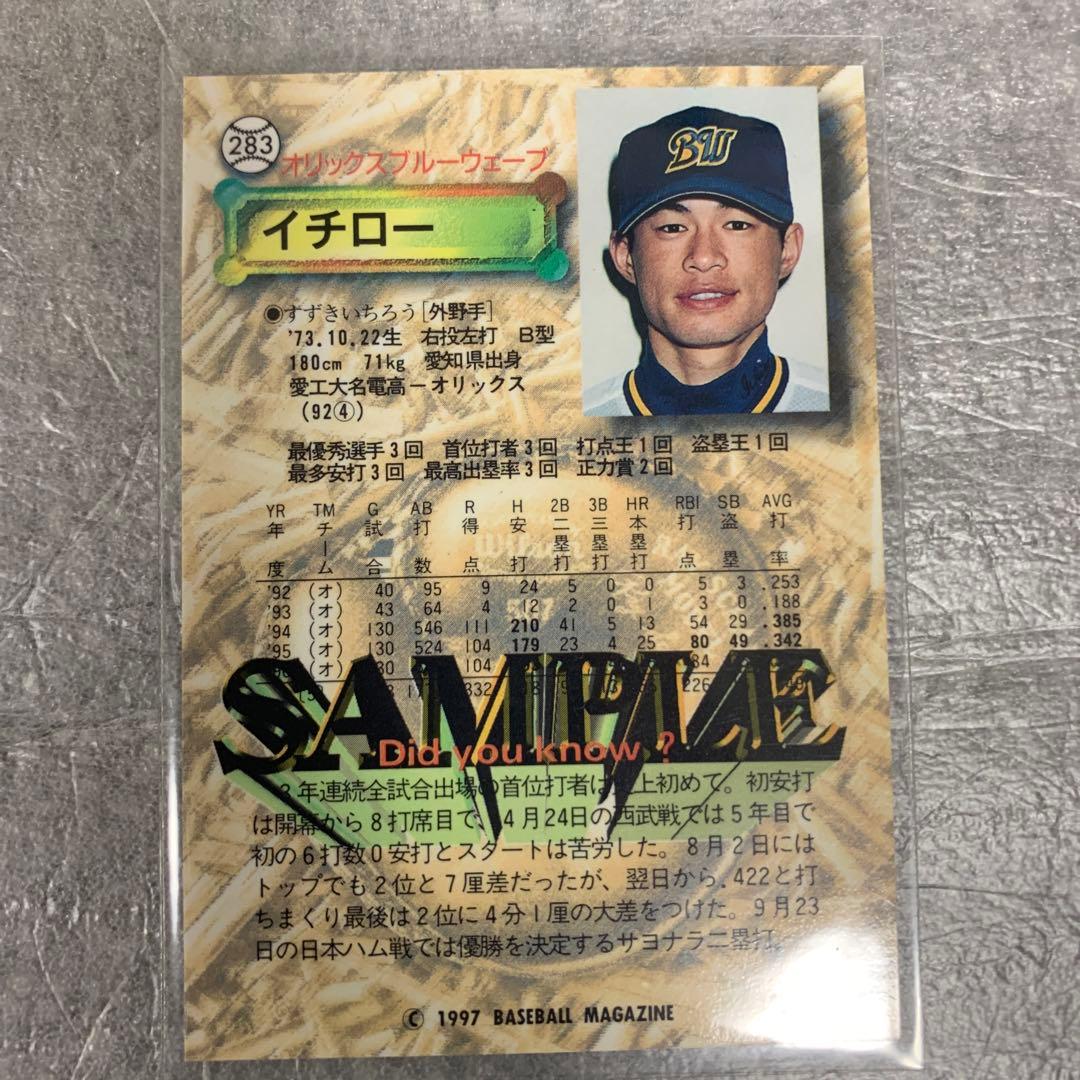 283
オリックスブルーウェーブ
イチロー
BW
●すずきいちろう[外野手]
'73.10.22生 右投左打 B型
180cm 71kg 愛知県出身
愛工大名電高ーオリックス
(92④)
最優秀選手3回 首位打者3回 打点王1回 盗塁王1回
最多安打3回 最高出塁率3回 正力賞2回
YR TM G AB R H 2B 3B HR RBI SB AVG
年度 チーム 試合 打数 得点 安打 二塁打 三塁打 本塁打 打点 盗塁 打率
'92 (オ) 40 95 9 24 5 0 0 5 3 .253
'93 (オ) 43 64 4 12 2 0 1 3 0 .188
'94 (オ) 130 546 111 210 41 5 13 54 29 .385
'95 (オ) 130 524 104 179 23 4 25 80 49 .342
(オ) 130 104
332 226
SAMPLE
Did you know ?
3年連続全試合出場の首位打者は史上初めて。初安打
は開幕から8打席目で、4月24日の西武戦では5年目で
初の6打数0安打とスタートは苦労した。8月2日には
トップでも2位と7厘差だったが、翌日から.422と打
ちまくり最後は2位に4分1厘の大差をつけた。9月23
日の日本ハム戦では優勝を決定するサヨナラ二塁打。
© 1997 BASEBALL MAGAZINE